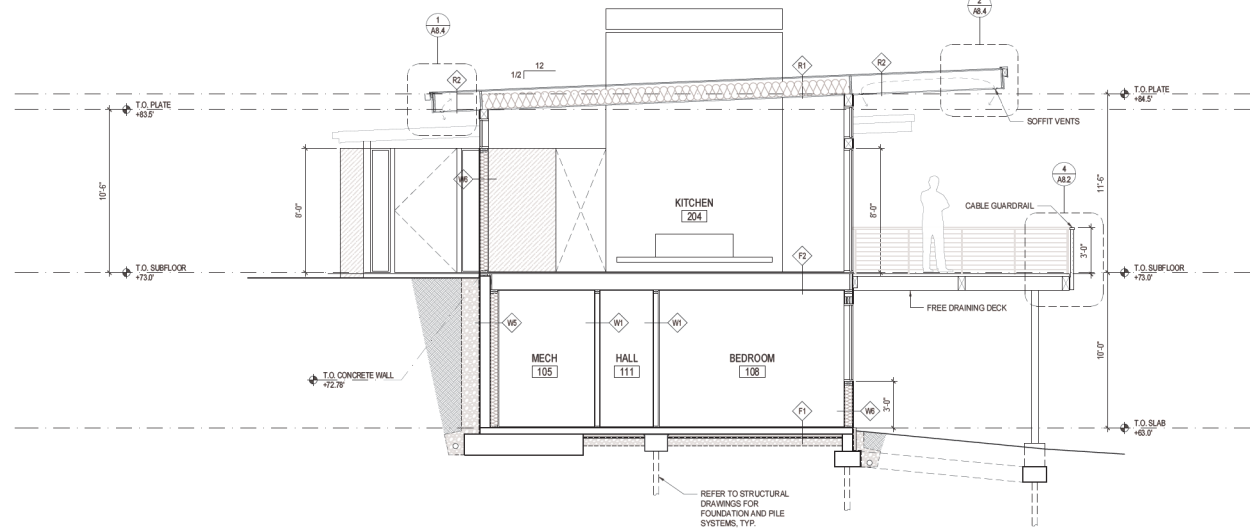 1
A8.4
2
A8.4
12
1/2
R2
R1
R2
T.O. PLATE
+83.5'
T.O. PLATE
+84.5'
SOFFIT VENTS
4
A8.2
10'-6"
8'-0"
W6
KITCHEN
204
8'-0"
CABLE GUARDRAIL
11'-6"
3'-0"
F2
T.O. SUBFLOOR
+73.0'
T.O. SUBFLOOR
+73.0'
FREE DRAINING DECK
W5
W1
W1
MECH
105
HALL
111
BEDROOM
108
10'-0"
T.O. CONCRETE WALL
+72.78'
3'-0"
F1
W6
T.O. SLAB
+63.0'
REFER TO STRUCTURAL
DRAWINGS FOR
FOUNDATION AND PILE
SYSTEMS, TYP.